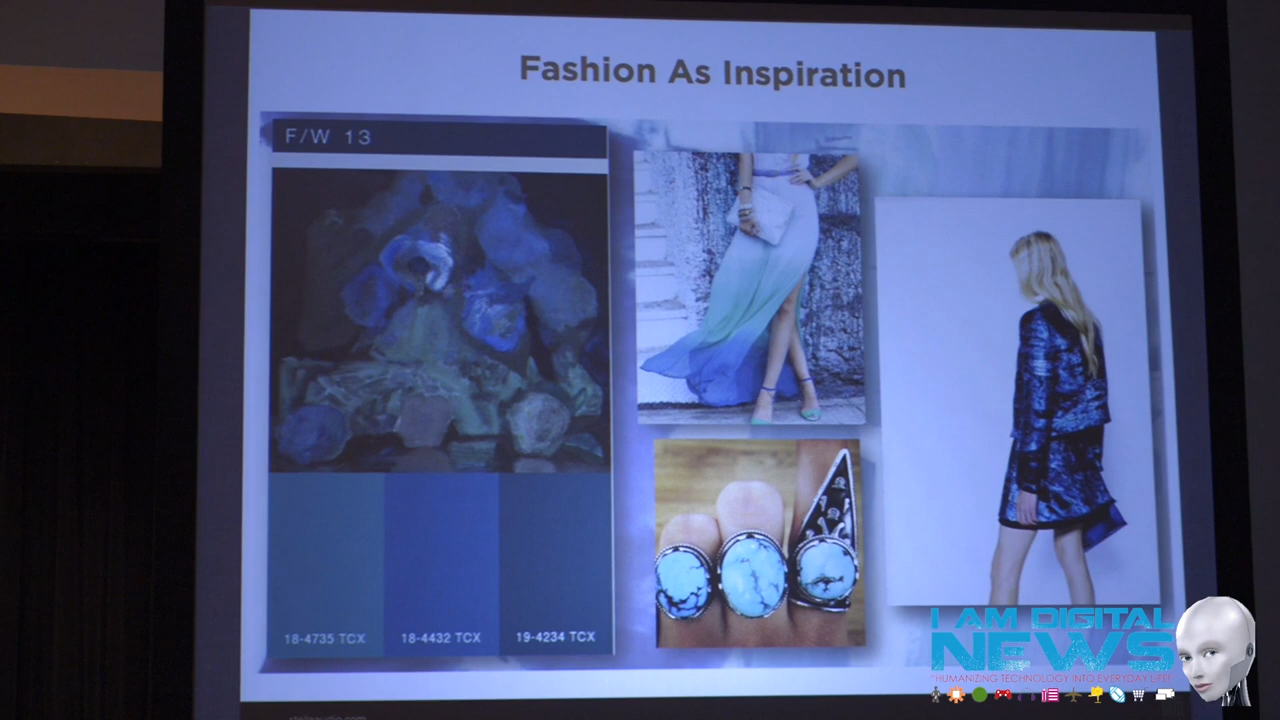 Fashion As Inspiration
F/W 13
18-4735 TCX
18-4432 TCX
19-4234 TCX
I AM DIGITAL
NEWS
"HUMANIZING TECHNOLOGY INTO EVERYDAY LIFE!"